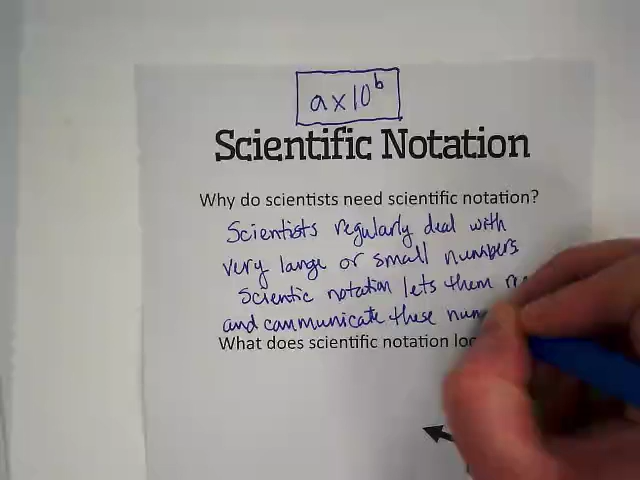 a x 10^b
Scientific Notation
Why do scientists need scientific notation?
Scientists regularly deal with
very large or small numbers
Scientic notation lets them
and communicate these
What does scientific notation